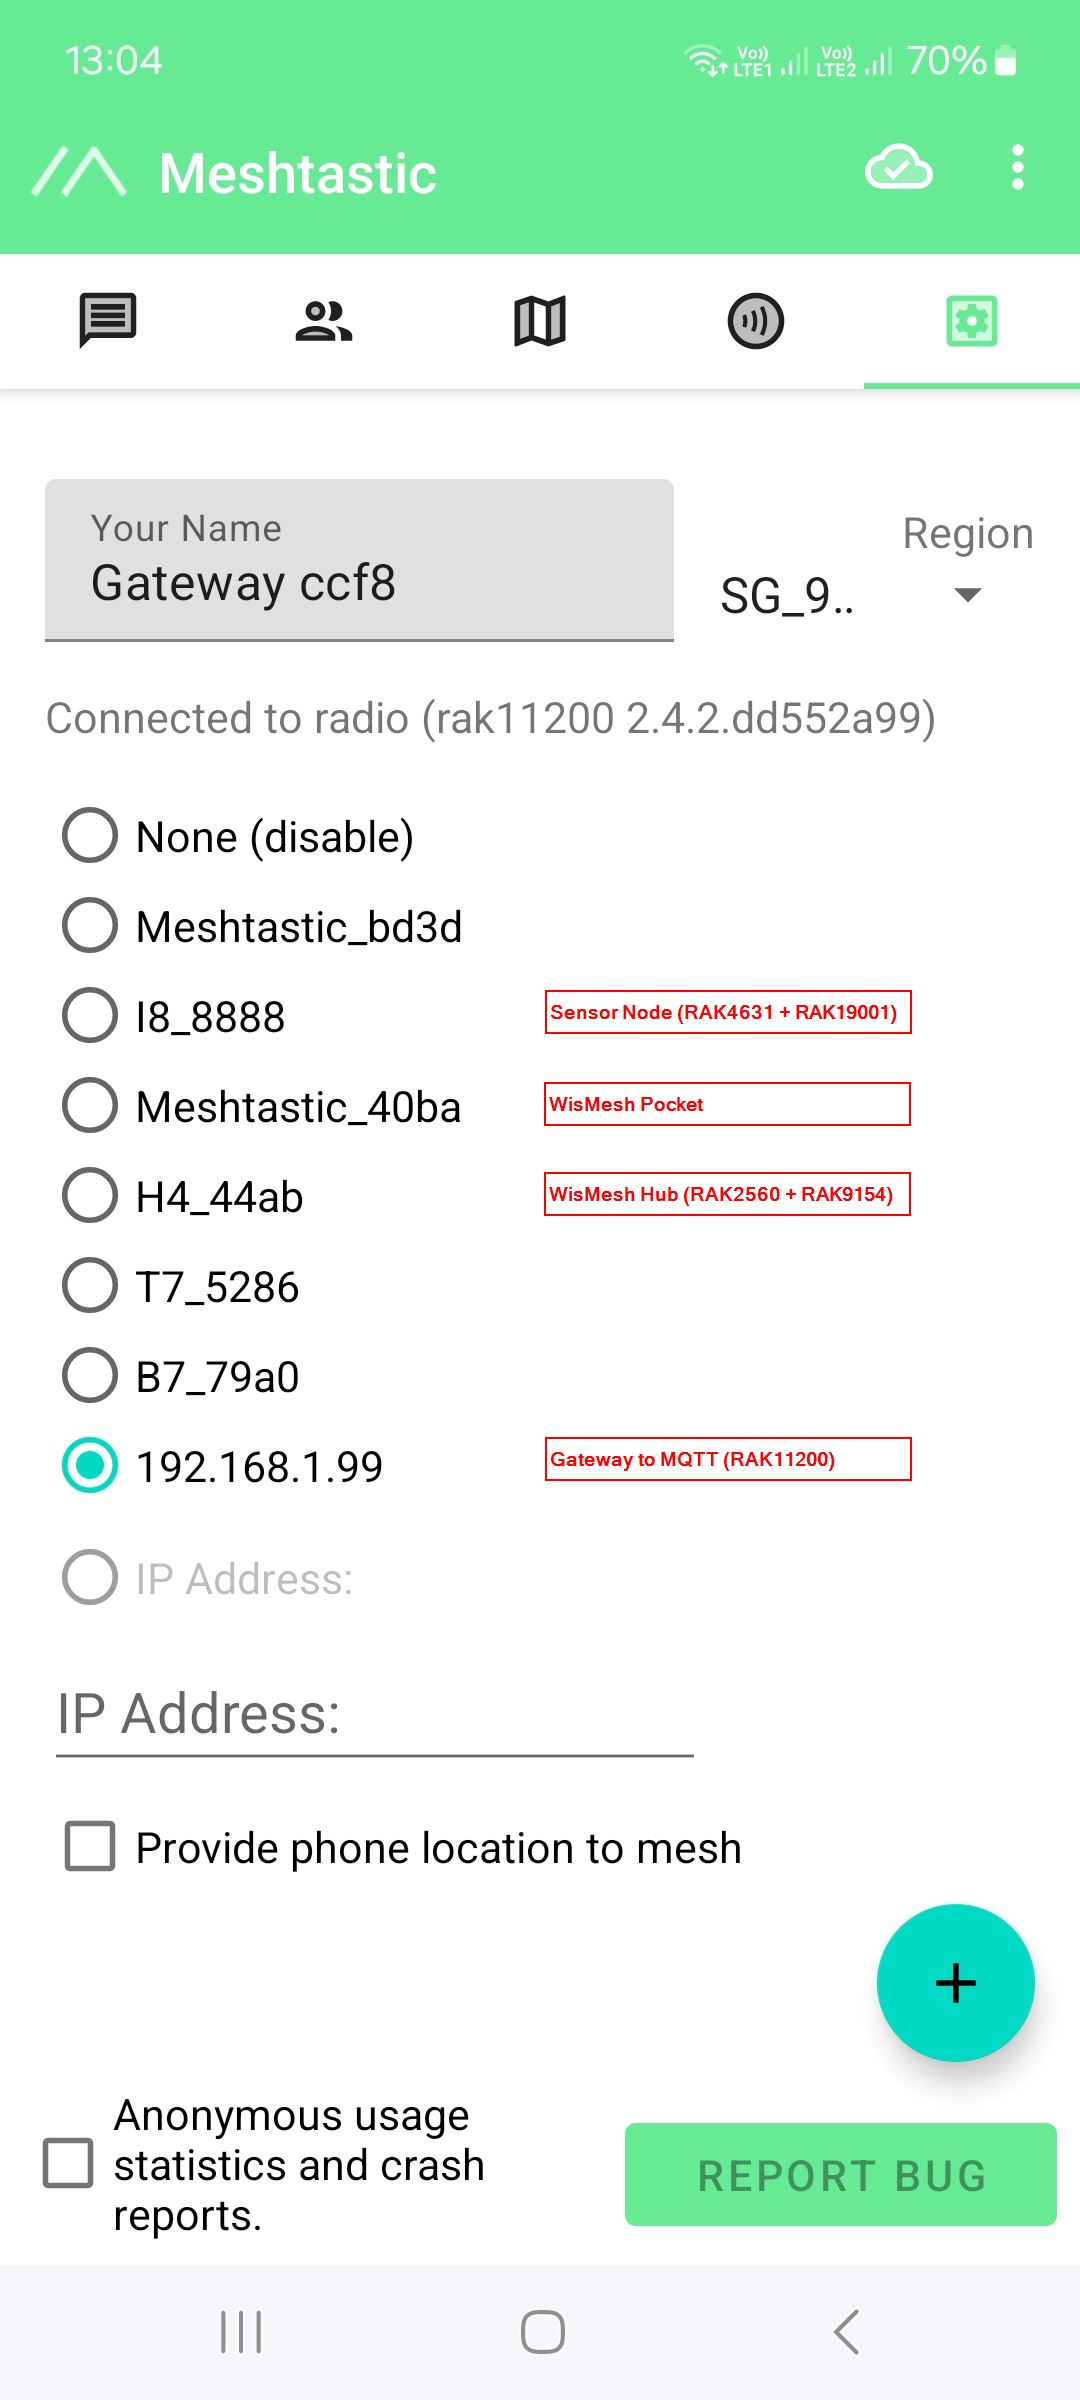 13:04
Vo)) LTE1 Vo)) LTE2 70%
Meshtastic
Your Name
Gateway ccf8
Region
SG_9..
Connected to radio (rak11200 2.4.2.dd552a99)
None (disable)
Meshtastic_bd3d
I8_8888
Sensor Node (RAK4631 + RAK19001)
Meshtastic_40ba
WisMesh Pocket
H4_44ab
WisMesh Hub (RAK2560 + RAK9154)
T7_5286
B7_79a0
192.168.1.99
Gateway to MQTT (RAK11200)
IP Address:
IP Address:
Provide phone location to mesh
+
Anonymous usage
statistics and crash
reports.
REPORT BUG